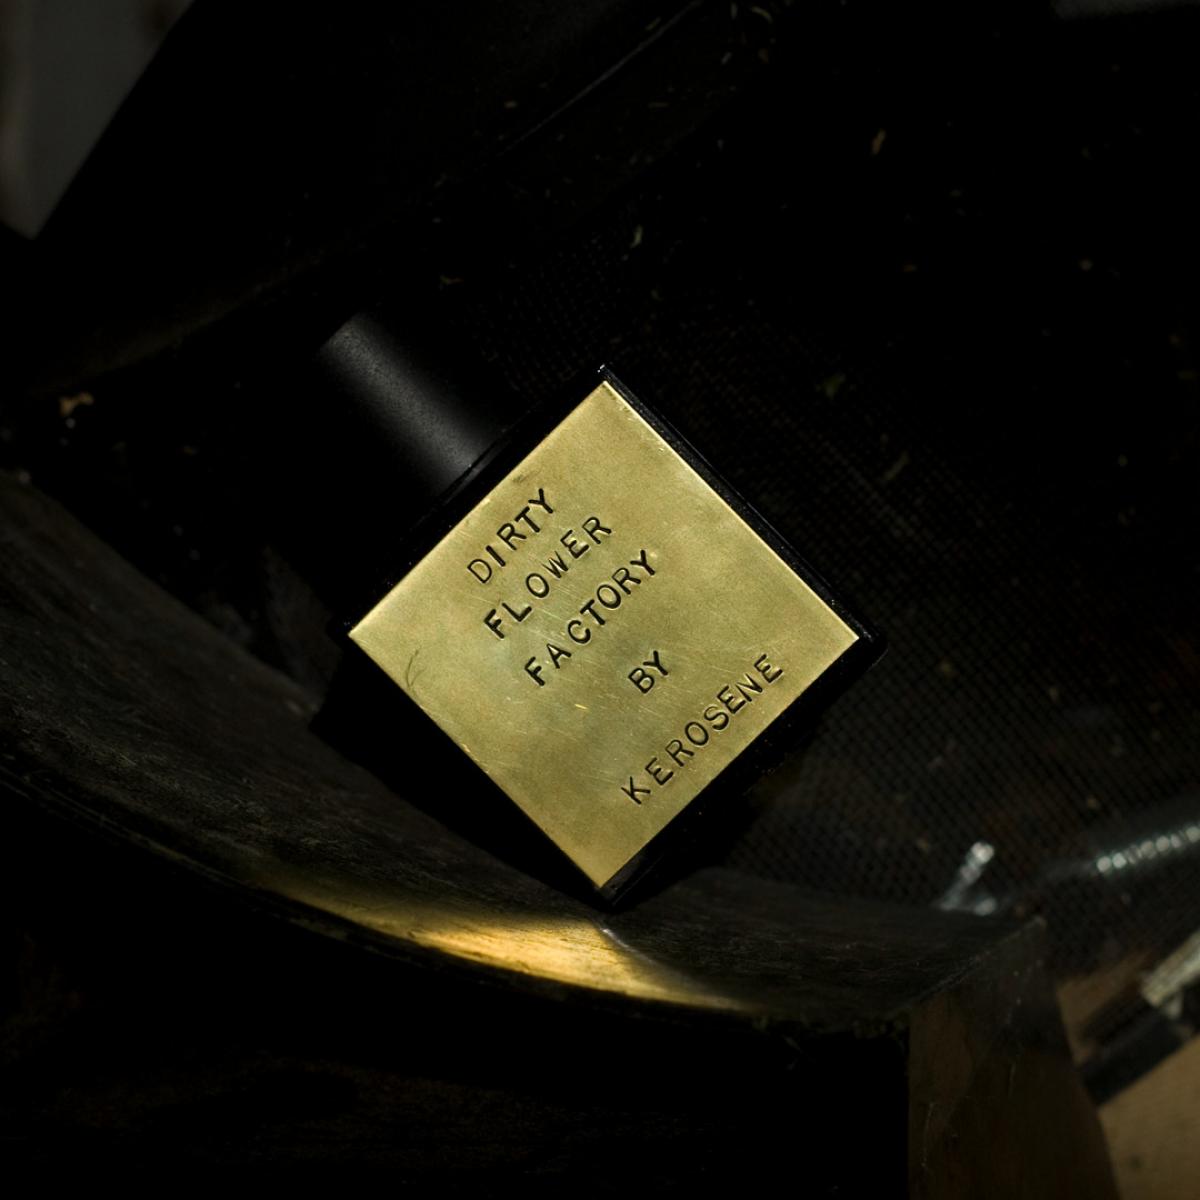 DIRTY
FLOWER
FACTORY
BY
KEROSENE